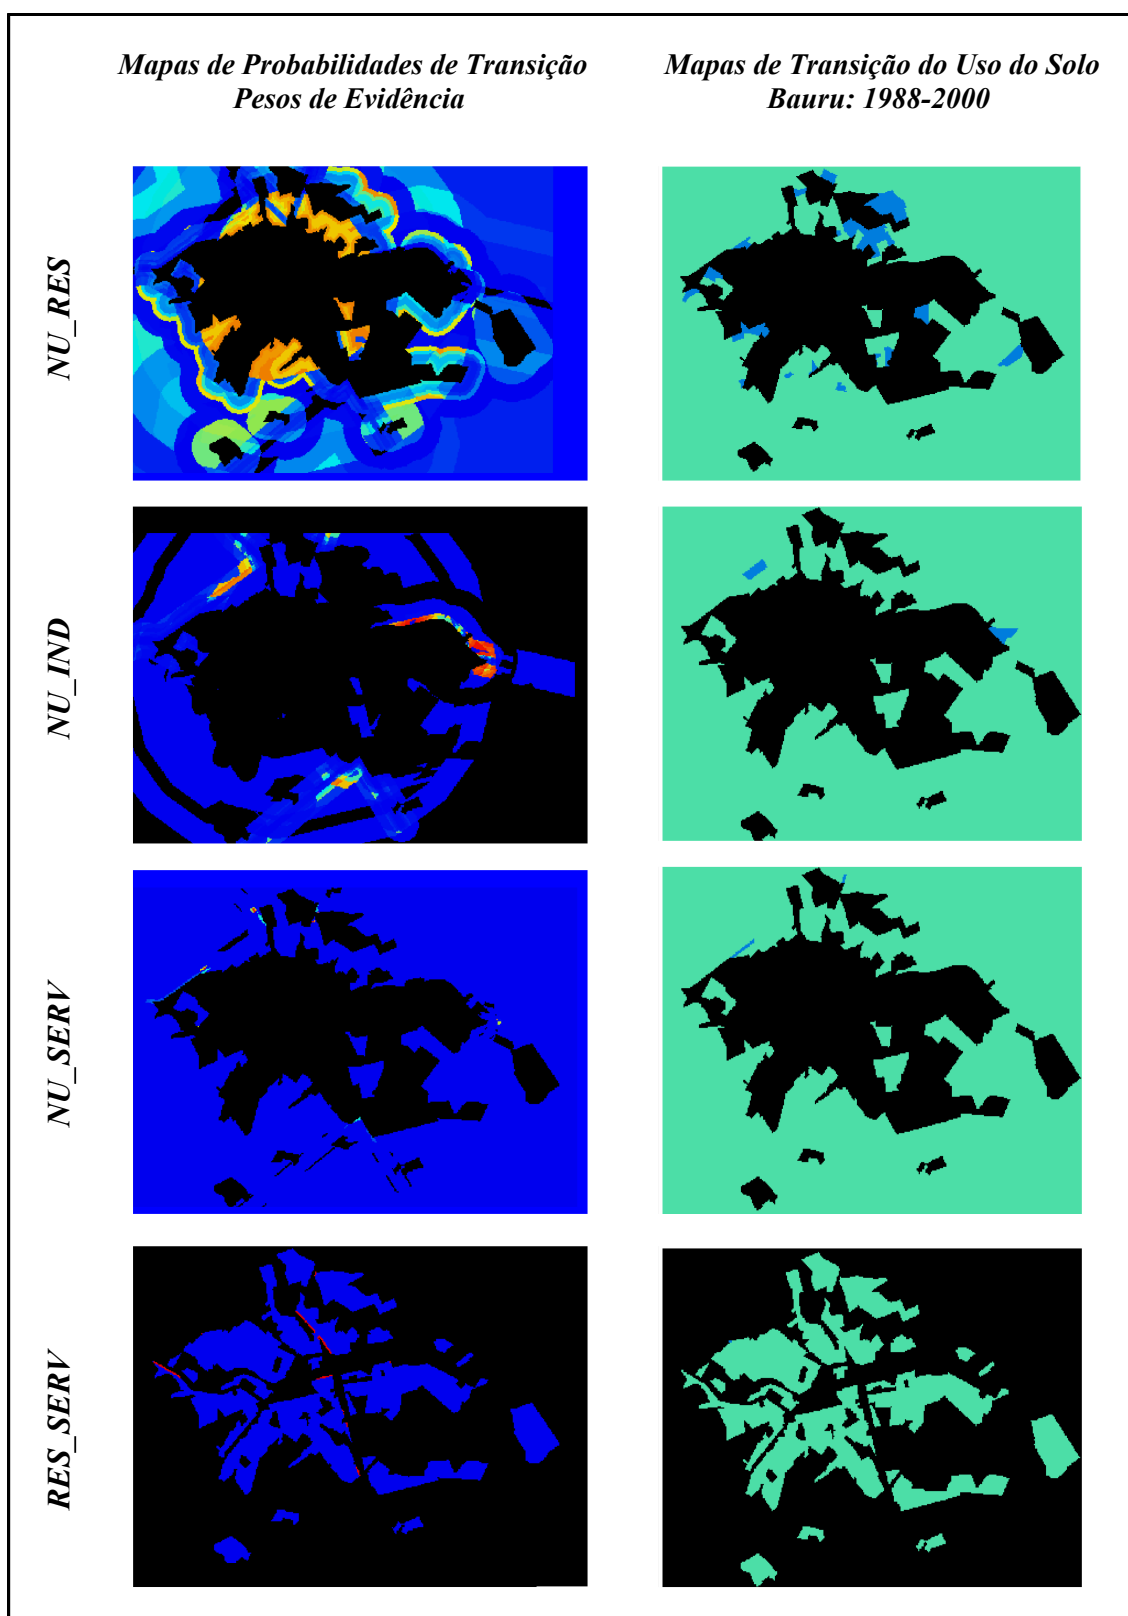 Mapas de Probabilidades de Transição
Pesos de Evidência
Mapas de Transição do Uso do Solo
Bauru: 1988-2000
NU_RES
NU_IND
NU_SERV
RES_SERV